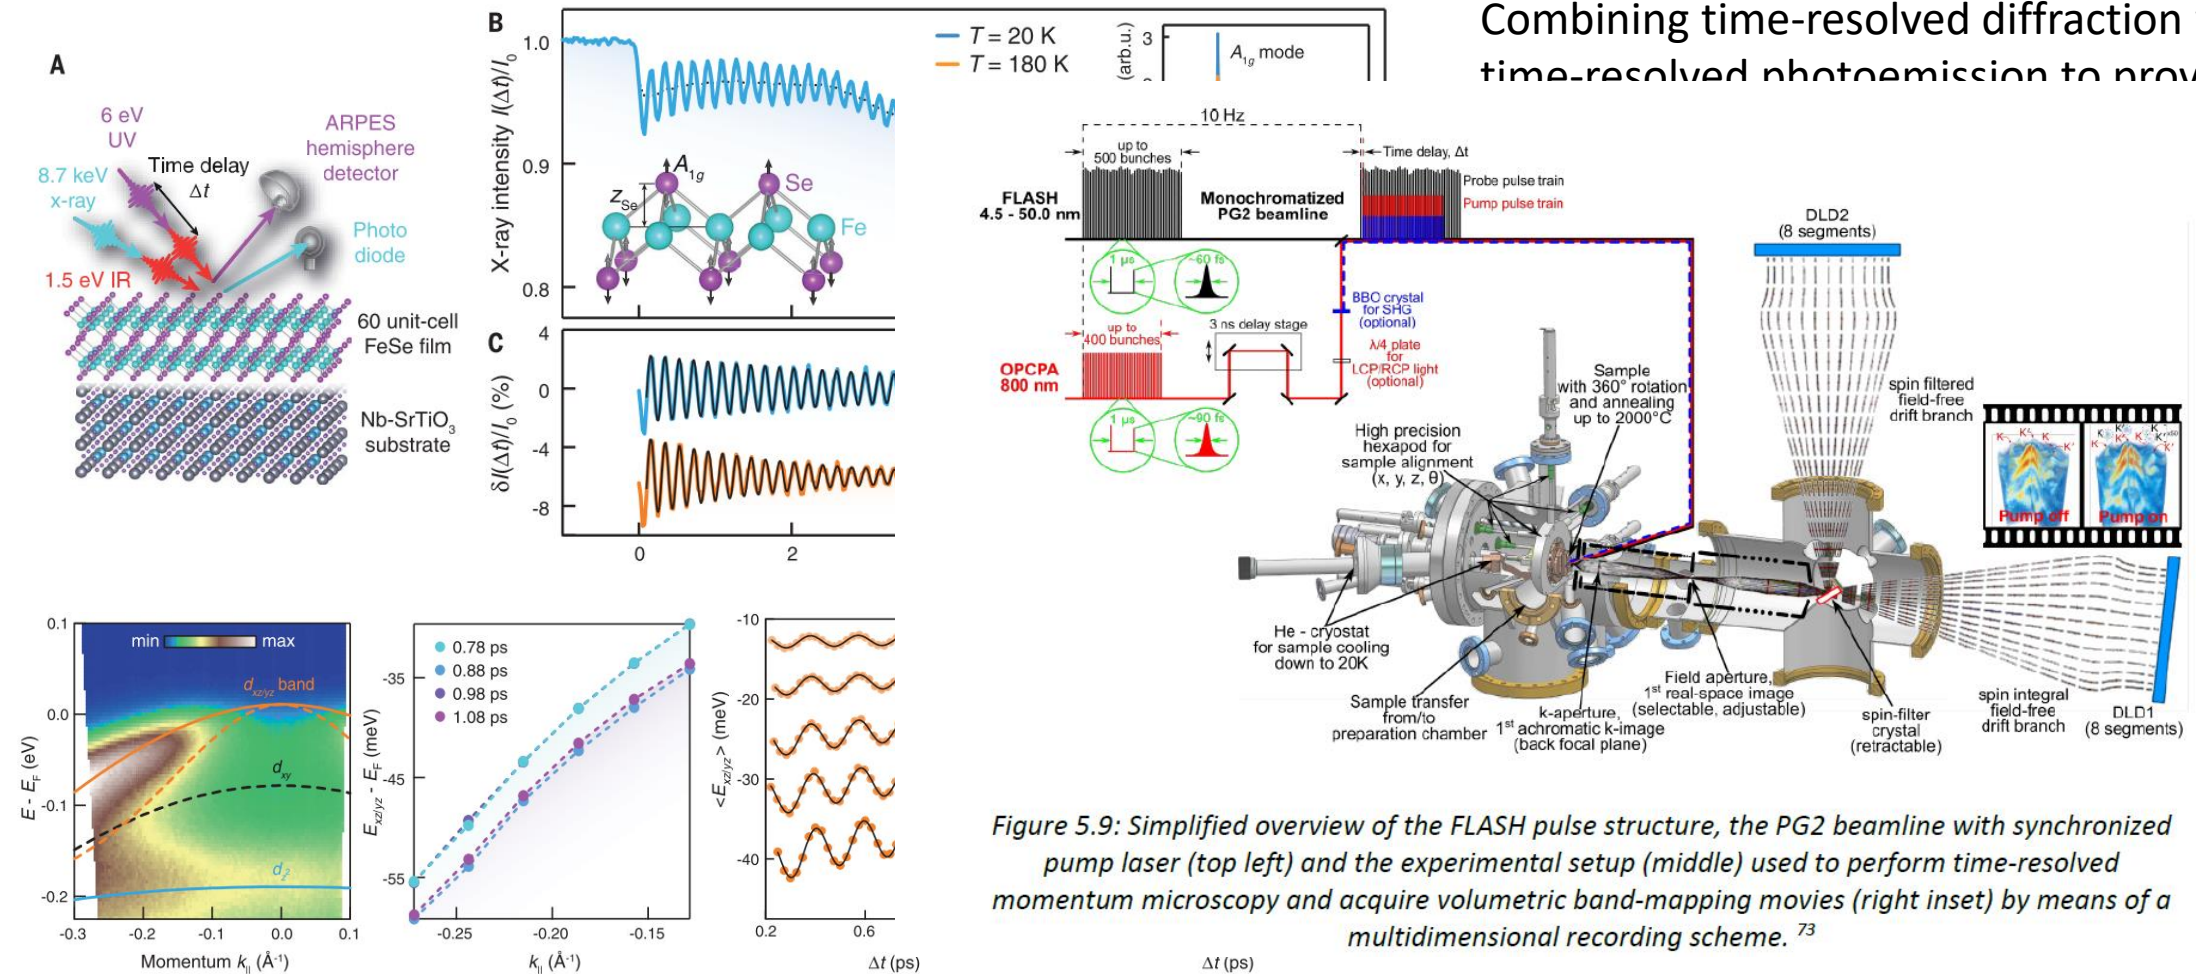 A
6 eV
UV
Time delay
Δt
8.7 keV
x-ray
1.5 eV IR
ARPES
hemisphere
detector
Photo
diode
60 unit-cell
FeSe film
Nb-SrTiO3
substrate
B
X-ray intensity I(Δt)/I0
1.0
0.9
0.8
A1g
zSe
Se
Fe
T = 20 K
T = 180 K
(arb.u.)
3
A1g mode
C
δI(Δt)/I0 (%)
4
0
-4
-8
0
2
Combining time-resolved diffraction
time-resolved photoemission to prov
10 Hz
up to
500 bunches
Time delay, Δt
FLASH
4.5 - 50.0 nm
Monochromatized
PG2 beamline
Probe pulse train
Pump pulse train
1 µs
~60 fs
BBO crystal
for SHG
(optional)
up to
400 bunches
3 ns delay stage
λ/4 plate
for
LCP/RCP light
(optional)
OPCPA
800 nm
1 µs
~90 fs
DLD2
(8 segments)
Sample
with 360° rotation
and annealing
up to 2000°C
spin filtered
field-free
drift branch
High precision
hexapod for
sample alignment
(x, y, z, θ)
K K' K K'
Pump off
Pump on
He - cryostat
for sample cooling
down to 20K
Sample transfer
from/to
preparation chamber
k-aperture,
1st achromatic k-image
(back focal plane)
Field aperture,
1st real-space image
(selectable, adjustable)
spin-filter
crystal
(retractable)
spin integral
field-free
drift branch
DLD1
(8 segments)
min max
dxz/yz band
dxy
dz2
E - EF (eV)
0.1
0.0
-0.1
-0.2
-0.3 -0.2 -0.1 0.0 0.1
Momentum k|| (Å-1)
Exz/yz - EF (meV)
0.78 ps
0.88 ps
0.98 ps
1.08 ps
-35
-45
-55
-0.25 -0.20 -0.15
k|| (Å-1)
<Exz/yz> (meV)
-10
-20
-30
-40
0.2 0.6
Δt (ps)
Δt (ps)
Figure 5.9: Simplified overview of the FLASH pulse structure, the PG2 beamline with synchronized
pump laser (top left) and the experimental setup (middle) used to perform time-resolved
momentum microscopy and acquire volumetric band-mapping movies (right inset) by means of a
multidimensional recording scheme. 73